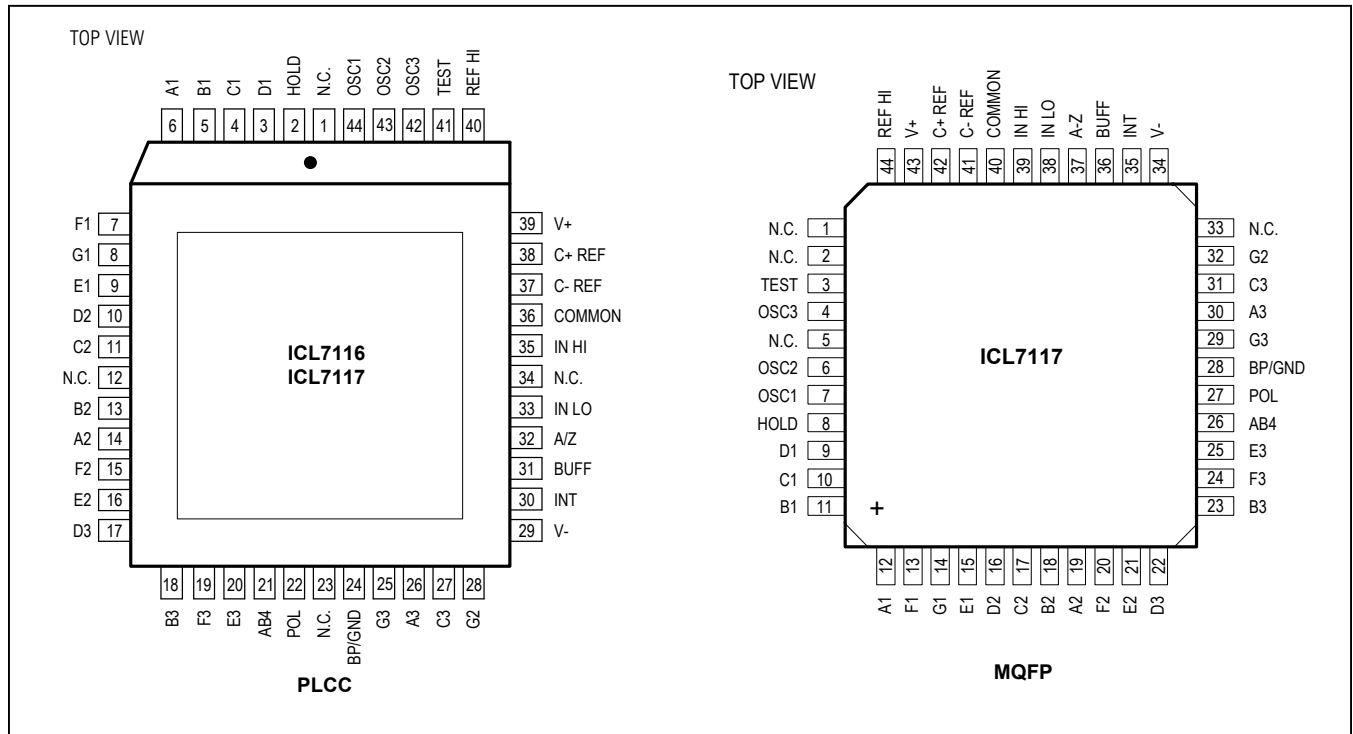 TOP VIEW
A1 B1 C1 D1 HOLD N.C. OSC1 OSC2 OSC3 TEST REF HI
6 5 4 3 2 1 44 43 42 41 40
F1 7
G1 8
E1 9
D2 10
C2 11
N.C. 12
B2 13
A2 14
F2 15
E2 16
D3 17
ICL7116
ICL7117
39 V+
38 C+ REF
37 C- REF
36 COMMON
35 IN HI
34 N.C.
33 IN LO
32 A/Z
31 BUFF
30 INT
29 V-
18 19 20 21 22 23 24 25 26 27 28
B3 F3 E3 AB4 POL N.C. BP/GND G3 A3 C3 G2
PLCC
TOP VIEW
REF HI V+ C+ REF C- REF COMMON IN HI IN LO A-Z BUFF INT V-
44 43 42 41 40 39 38 37 36 35 34
N.C. 1
N.C. 2
TEST 3
OSC3 4
N.C. 5
OSC2 6
OSC1 7
HOLD 8
D1 9
C1 10
B1 11
ICL7117
+
33 N.C.
32 G2
31 C3
30 A3
29 G3
28 BP/GND
27 POL
26 AB4
25 E3
24 F3
23 B3
12 13 14 15 16 17 18 19 20 21 22
A1 F1 G1 E1 D2 C2 B2 A2 F2 E2 D3
MQFP